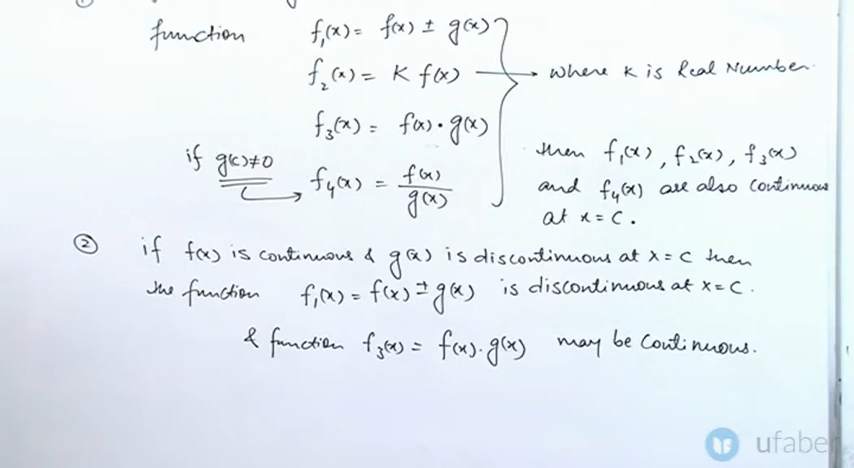 function f₁(x) = f(x) ± g(x)
f₂(x) = K f(x) → where K is Real Number.
f₃(x) = f(x) • g(x)
if g(c)≠0 → f₄(x) = f(x)/g(x)
then f₁(x), f₂(x), f₃(x)
and f₄(x) are also continuous
at x = c.
② if f(x) is continuous & g(x) is discontinuous at x = c then
the function f₁(x) = f(x) ± g(x) is discontinuous at x = c.
& function f₃(x) = f(x)·g(x) may be continuous.
ufaber